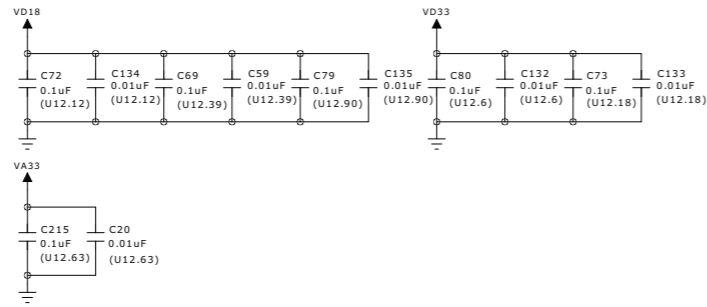 VD18
C72
0.1uF
(U12.12)
C134
0.01uF
(U12.12)
C69
0.1uF
(U12.39)
C59
0.01uF
(U12.39)
C79
0.1uF
(U12.90)
C135
0.01uF
(U12.90)
VD33
C80
0.1uF
(U12.6)
C132
0.01uF
(U12.6)
C73
0.1uF
(U12.18)
C133
0.01uF
(U12.18)
VA33
C215
0.1uF
(U12.63)
C20
0.01uF
(U12.63)